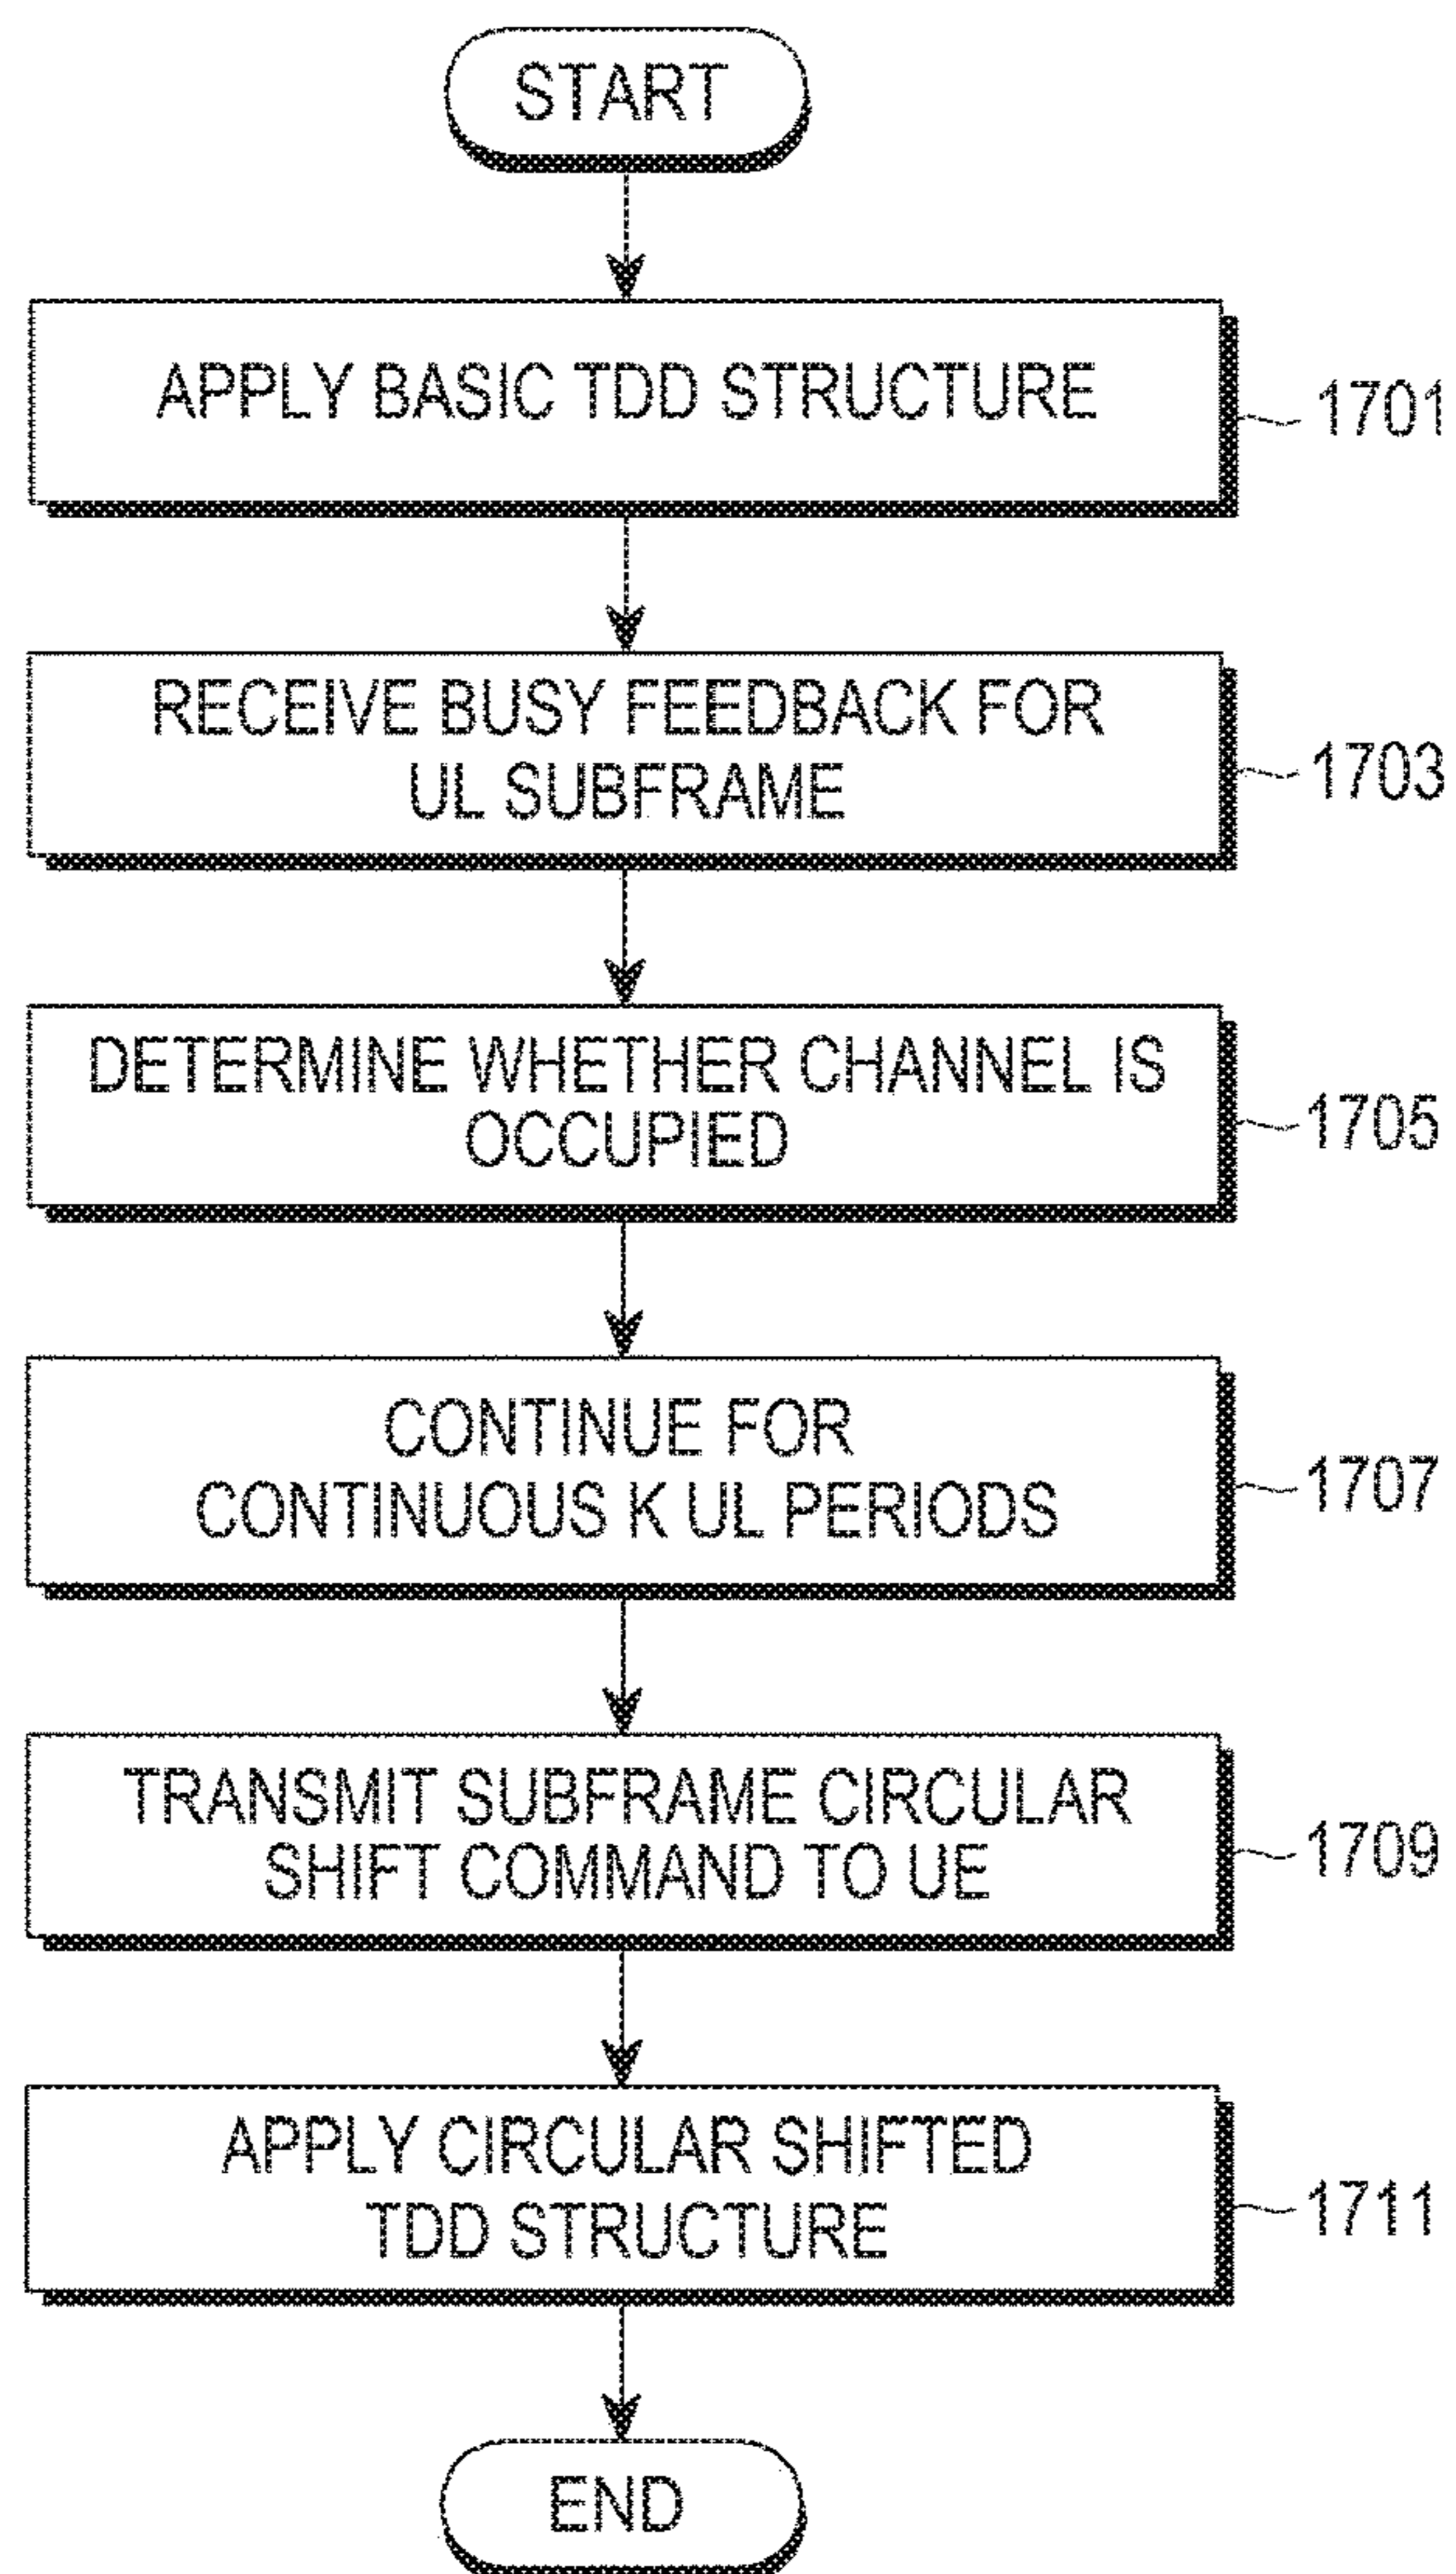 START
APPLY BASIC TDD STRUCTURE
1701
RECEIVE BUSY FEEDBACK FOR
UL SUBFRAME
1703
DETERMINE WHETHER CHANNEL IS
OCCUPIED
1705
CONTINUE FOR
CONTINUOUS K UL PERIODS
1707
TRANSMIT SUBFRAME CIRCULAR
SHIFT COMMAND TO UE
1709
APPLY CIRCULAR SHIFTED
TDD STRUCTURE
1711
END